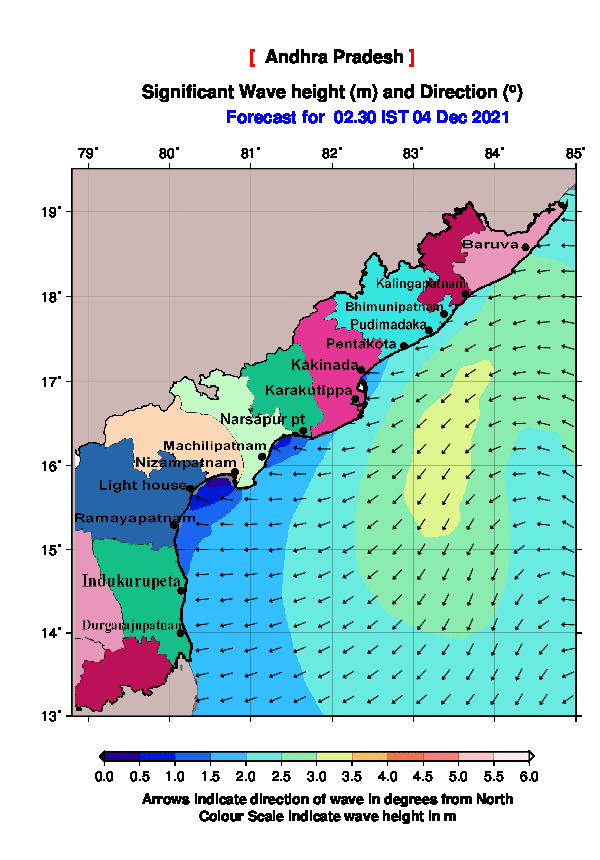 [ Andhra Pradesh ]
Significant Wave height (m) and Direction (º)
Forecast for 02.30 IST 04 Dec 2021
79° 80° 81° 82° 83° 84° 85°
19°
Baruva
Kalingapatnam
18°
Bhimunipatnam
Pudimadaka
Pentakota
Kakinada
17°
Karakutippa
Narsapur pt
Machilipatnam
16°
Nizampatnam
Light house
Ramayapatnam
15°
Indukurupeta
Durgarajupatnam
14°
13°
0.0 0.5 1.0 1.5 2.0 2.5 3.0 3.5 4.0 4.5 5.0 5.5 6.0
Arrows indicate direction of wave in degrees from North
Colour Scale indicate wave height in m